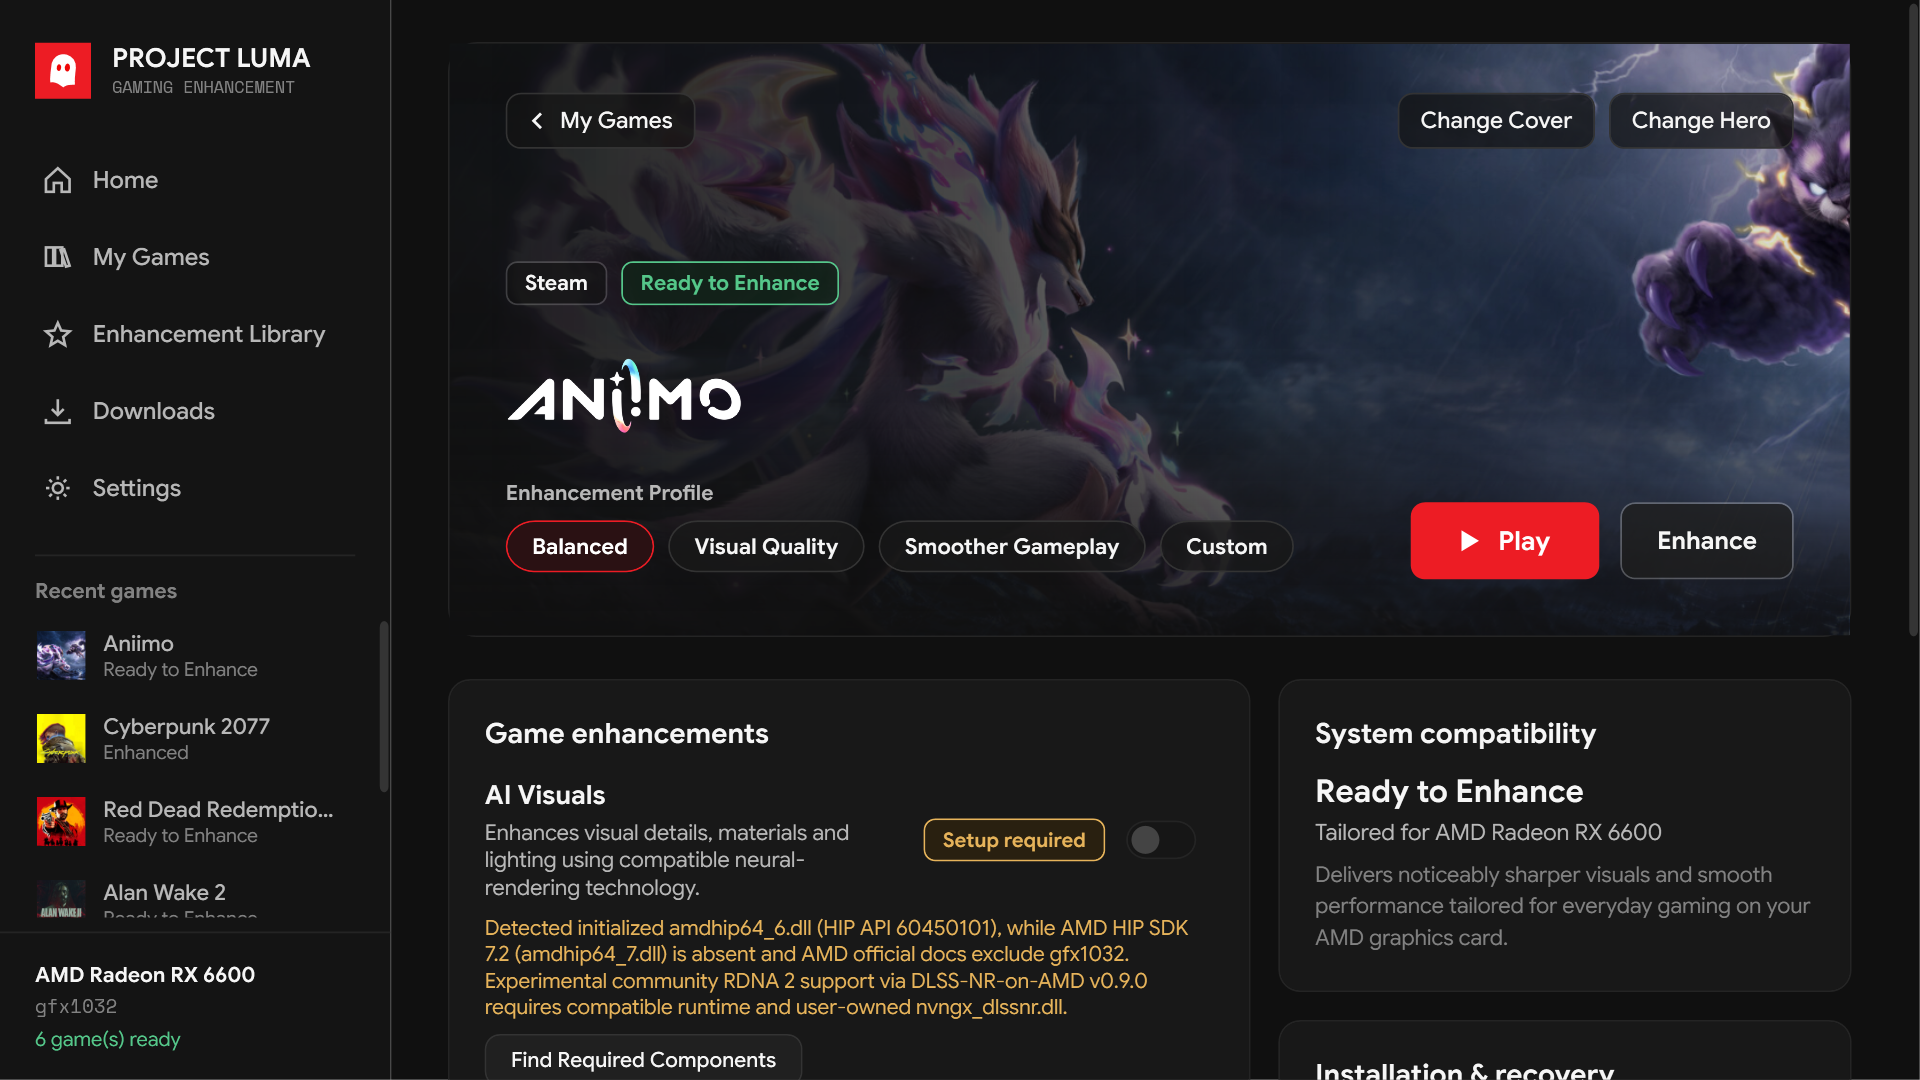 PROJECT LUMA
GAMING ENHANCEMENT
Home
My Games
Enhancement Library
Downloads
Settings
Recent games
Aniimo
Ready to Enhance
Cyberpunk 2077
Enhanced
Red Dead Redemptio...
Ready to Enhance
ALAN WAKE II
Alan Wake 2
Ready to Enhance
AMD Radeon RX 6600
gfx1032
6 game(s) ready
My Games
Change Cover
Change Hero
Steam
Ready to Enhance
ANIIMO
Enhancement Profile
Balanced
Visual Quality
Smoother Gameplay
Custom
Play
Enhance
Game enhancements
AI Visuals
Enhances visual details, materials and
lighting using compatible neural-
rendering technology.
Setup required
Detected initialized amdhip64_6.dll (HIP API 60450101), while AMD HIP SDK
7.2 (amdhip64_7.dll) is absent and AMD official docs exclude gfx1032.
Experimental community RDNA 2 support via DLSS-NR-on-AMD v0.9.0
requires compatible runtime and user-owned nvngx_dlssnr.dll.
Find Required Components
System compatibility
Ready to Enhance
Tailored for AMD Radeon RX 6600
Delivers noticeably sharper visuals and smooth
performance tailored for everyday gaming on your
AMD graphics card.
Installation & recovery